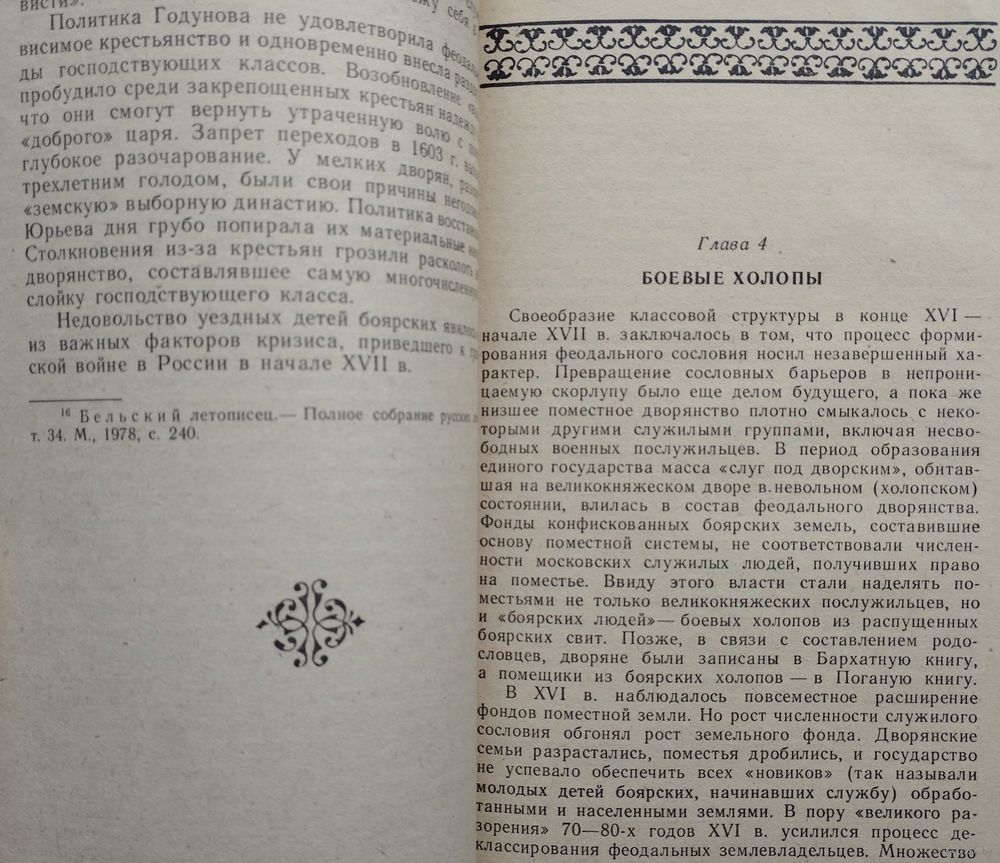 висти».
жу себя
Политика Годунова не удовлетворила
висимое крестьянство и одновременно внесла
ды господствующих классов. Возобновление
пробудило среди закрепощенных крестьян надежду
что они смогут вернуть утраченную волю с
«доброго» царя. Запрет переходов в 1603 г.
глубокое разочарование. У мелких дворян,
трехлетним голодом, были свои причины
«земскую» выборную династию. Политика
Юрьева дня грубо попирала их материальные
Столкновения из-за крестьян грозили расколоть
дворянство, составлявшее самую многочисленную
слойку господствующего класса.
Недовольство уездных детей боярских
из важных факторов кризиса, приведшего к
ской войне в России в начале XVII в.
16 Бельский летописец.— Полное собрание русских
т. 34. М., 1978, с. 240.
Глава 4
БОЕВЫЕ ХОЛОПЫ
Своеобразие классовой структуры в конце XVI —
начале XVII в. заключалось в том, что процесс форми-
рования феодального сословия носил незавершенный ха-
рактер. Превращение сословных барьеров в непрони-
цаемую скорлупу было еще делом будущего, а пока же
низшее поместное дворянство плотно смыкалось с неко-
торыми другими служилыми группами, включая несво-
бодных военных послужильцев. В период образования
единого государства масса «слуг под дворским», обитав-
шая на великокняжеском дворе в невольном (холопском)
состоянии, влилась в состав феодального дворянства.
Фонды конфискованных боярских земель, составившие
основу поместной системы, не соответствовали числен-
ности московских служилых людей, получивших право
на поместье. Ввиду этого власти стали наделять по-
местьями не только великокняжеских послужильцев, но
и «боярских людей»— боевых холопов из распущенных
боярских свит. Позже, в связи с составлением родо-
словцев, дворяне были записаны в Бархатную книгу,
а помещики из боярских холопов — в Поганую книгу.
В XVI в. наблюдалось повсеместное расширение
фондов поместной земли. Но рост численности служилого
сословия обгонял рост земельного фонда. Дворянские
семьи разрастались, поместья дробились, и государство
не успевало обеспечить всех «новиков» (так называли
молодых детей боярских, начинавших службу) обрабо-
танными и населенными землями. В пору «великого ра-
зорения» 70—80-х годов XVI в. усилился процесс де-
классирования феодальных землевладельцев. Множество